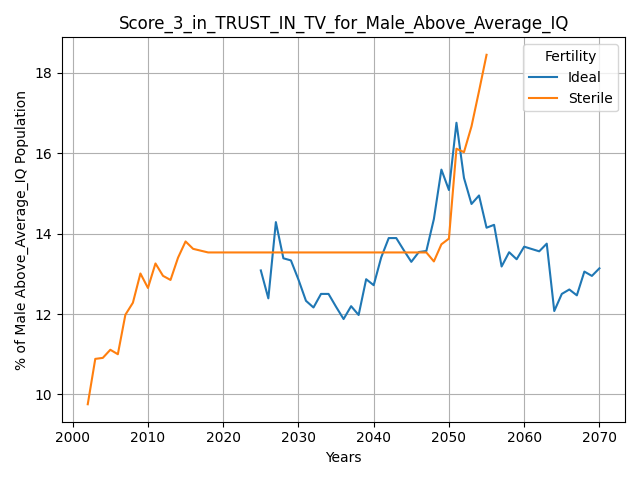 Score_3_in_TRUST_IN_TV_for_Male_Above_Average_IQ
% of Male Above_Average_IQ Population
18
16
14
12
10
Fertility
Ideal
Sterile
2000 2010 2020 2030 2040 2050 2060 2070
Years